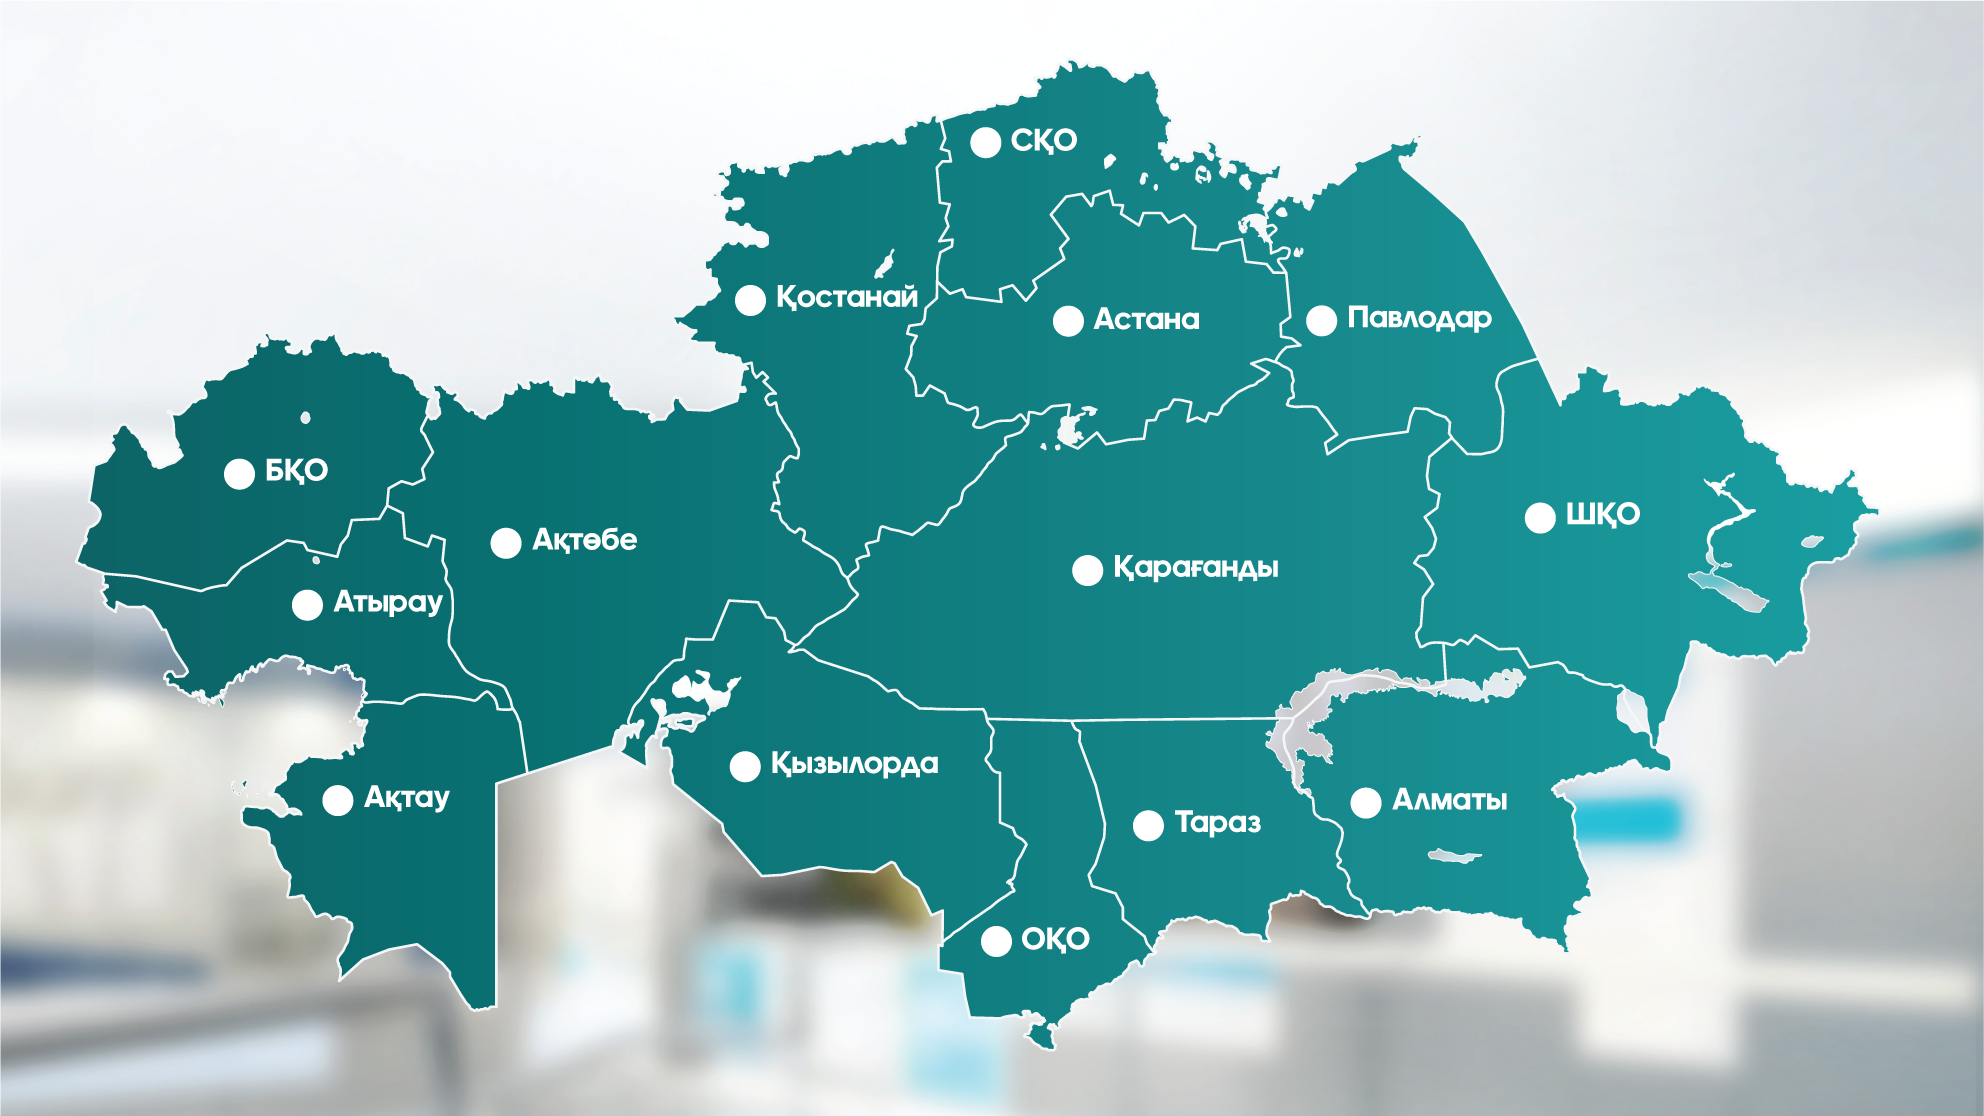 СҚО
Қостанай
Астана
Павлодар
БҚО
Ақтөбе
ШҚО
Қарағанды
Атырау
Қызылорда
Ақтау
Алматы
Тараз
ОҚО